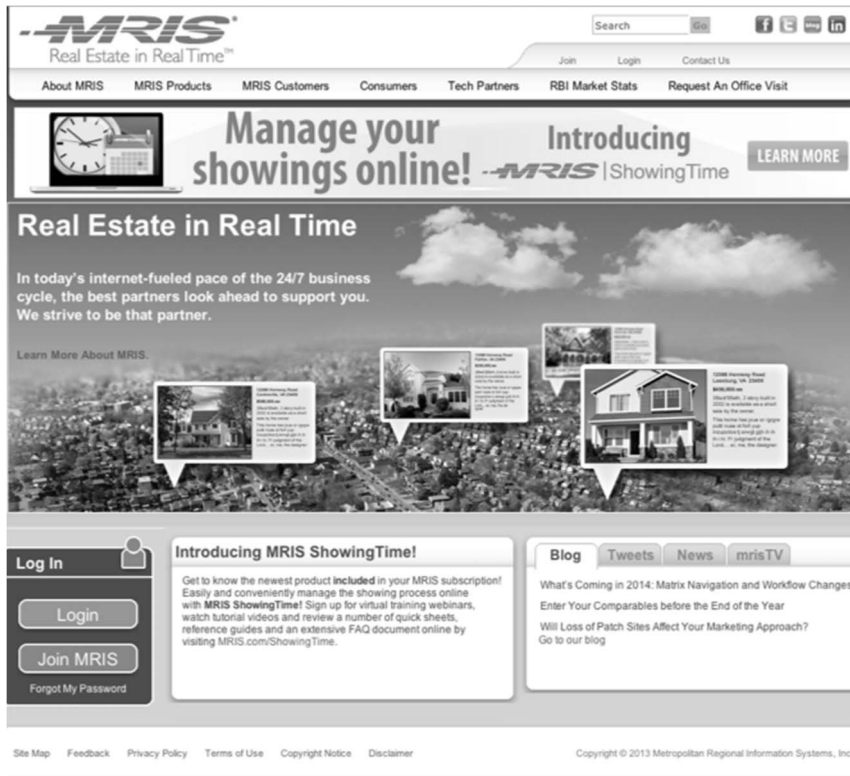 MRIS®
Real Estate in Real Time™
Search
Go
Join Login Contact Us
About MRIS MRIS Products MRIS Customers Consumers Tech Partners RBI Market Stats Request An Office Visit
Manage your
showings online!
Introducing
MRIS | ShowingTime
LEARN MORE
Real Estate in Real Time
In today's internet-fueled pace of the 24/7 business
cycle, the best partners look ahead to support you.
We strive to be that partner.
Learn More About MRIS.
Log In
Login
Join MRIS
Forgot My Password
Introducing MRIS ShowingTime!
Get to know the newest product included in your MRIS subscription!
Easily and conveniently manage the showing process online
with MRIS ShowingTime! Sign up for virtual training webinars,
watch tutorial videos and review a number of quick sheets,
reference guides and an extensive FAQ document online by
visiting MRIS.com/ShowingTime.
Blog Tweets News mrisTV
What's Coming in 2014: Matrix Navigation and Workflow Changes
Enter Your Comparables before the End of the Year
Will Loss of Patch Sites Affect Your Marketing Approach?
Go to our blog
Site Map Feedback Privacy Policy Terms of Use Copyright Notice Disclaimer
Copyright © 2013 Metropolitan Regional Information Systems, Inc